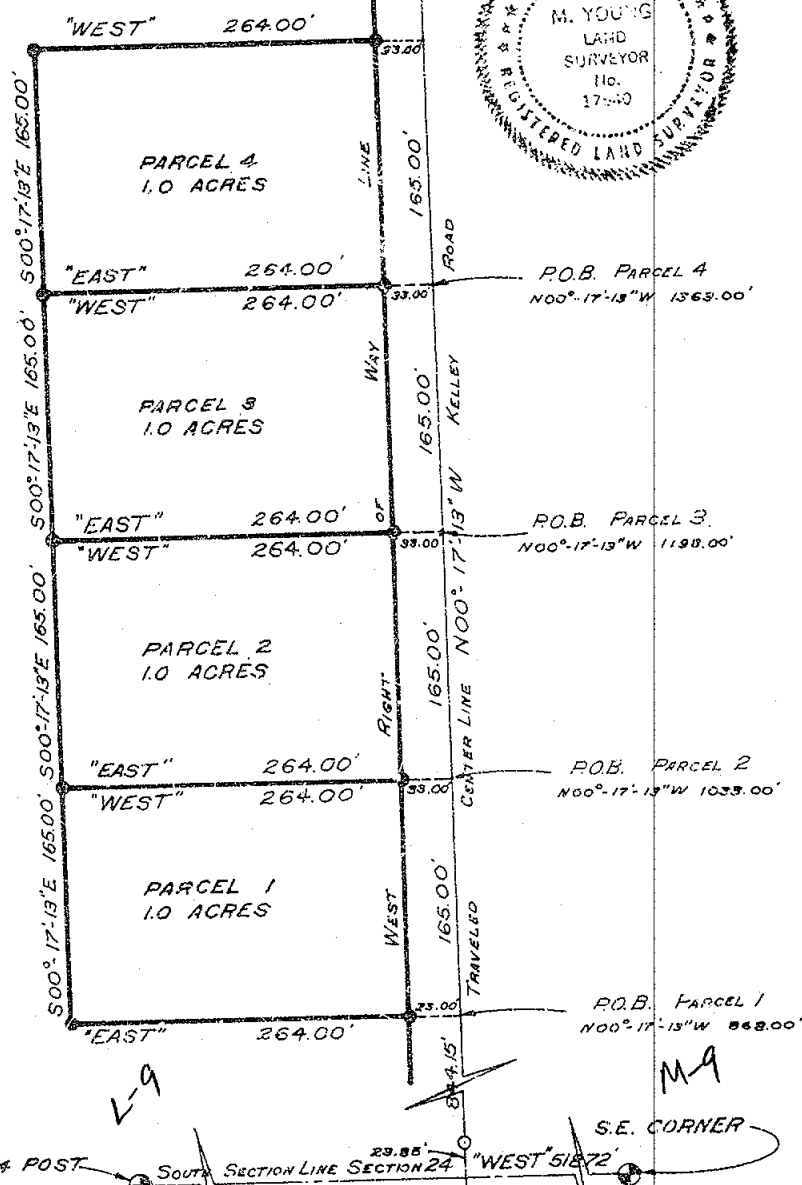 "WEST" 264.00'
33.00
M. YOUNG
LAND
SURVEYOR
No.
REGISTERED LAND SURVEYOR
S00°-17'-13"E 165.00'
PARCEL 4
1.0 ACRES
LINE
165.00'
ROAD
"EAST" 264.00'
"WEST" 264.00'
33.00
P.O.B. PARCEL 4
N00°-17'-13"W 1363.00'
S00°-17'-13"E 165.00'
PARCEL 3
1.0 ACRES
WAY
165.00'
KELLEY
"EAST" 264.00'
"WEST" 264.00'
OF
33.00
P.O.B. PARCEL 3
N00°-17'-13"W 1198.00'
S00°-17'-13"E 165.00'
PARCEL 2
1.0 ACRES
RIGHT
165.00'
CENTER LINE N00°-17'-13"W
"EAST" 264.00'
"WEST" 264.00'
33.00
P.O.B. PARCEL 2
N00°-17'-13"W 1033.00'
S00°-17'-13"E 165.00'
PARCEL 1
1.0 ACRES
WEST
165.00'
TRAVELED
"EAST" 264.00'
P.O.B. PARCEL 1
N00°-17'-13"W 868.00'
844.15'
L-9
M-9
S.E. CORNER
POST
SOUTH SECTION LINE SECTION 24
23.85'
"WEST"